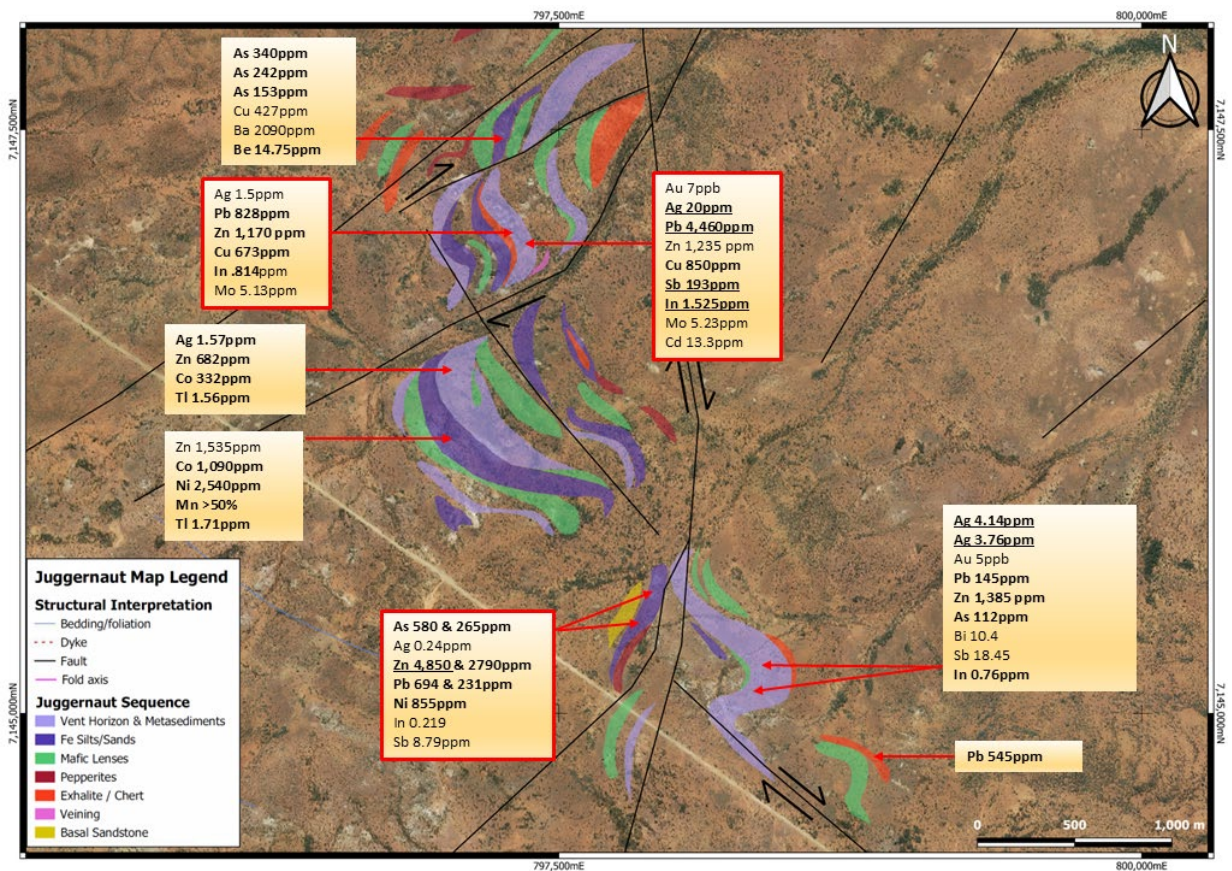 797,500mE
800,000mE
N
7,147,500mN
7,147,500mN
As 340ppm
As 242ppm
As 153ppm
Cu 427ppm
Ba 2090ppm
Be 14.75ppm
Ag 1.5ppm
Pb 828ppm
Zn 1,170 ppm
Cu 673ppm
In .814ppm
Mo 5.13ppm
Au 7ppb
Ag 20ppm
Pb 4,460ppm
Zn 1,235 ppm
Cu 850ppm
Sb 193ppm
In 1.525ppm
Mo 5.23ppm
Cd 13.3ppm
Ag 1.57ppm
Zn 682ppm
Co 332ppm
Tl 1.56ppm
Zn 1,535ppm
Co 1,090ppm
Ni 2,540ppm
Mn >50%
Tl 1.71ppm
Ag 4.14ppm
Ag 3.76ppm
Au 5ppb
Pb 145ppm
Zn 1,385 ppm
As 112ppm
Bi 10.4
Sb 18.45
In 0.76ppm
As 580 & 265ppm
Ag 0.24ppm
Zn 4,850 & 2790ppm
Pb 694 & 231ppm
Ni 855ppm
In 0.219
Sb 8.79ppm
Pb 545ppm
Juggernaut Map Legend
Structural Interpretation
Bedding/foliation
Dyke
Fault
Fold axis
Juggernaut Sequence
Vent Horizon & Metasediments
Fe Silts/Sands
Mafic Lenses
Pepperites
Exhalite / Chert
Veining
Basal Sandstone
7,145,000mN
7,145,000mN
0 500 1,000 m
797,500mE
800,000mE